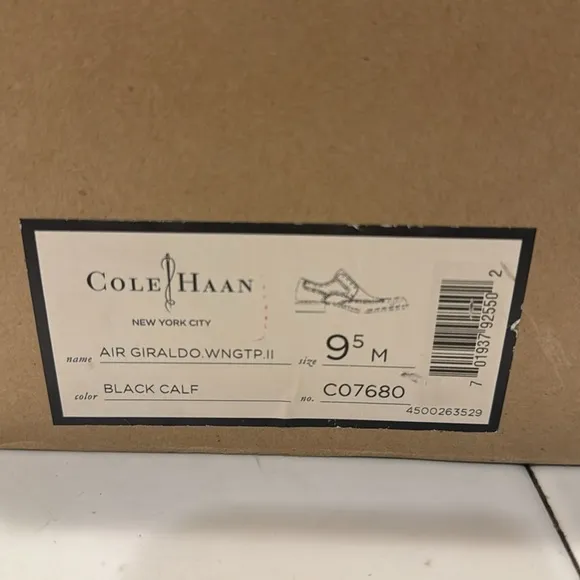 COLE HAAN
NEW YORK CITY
name AIR GIRALDO.WNGTP.II size 9⁵ M
color BLACK CALF no. C07680
7 01937 92550 2
4500263529